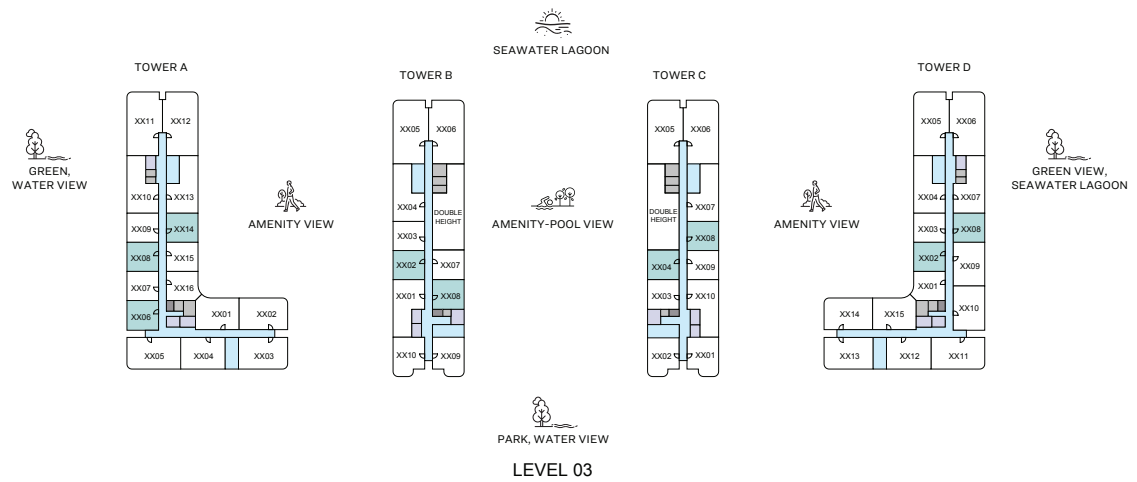 SEAWATER LAGOON
TOWER A
TOWER B
TOWER C
TOWER D
GREEN,
WATER VIEW
AMENITY VIEW
AMENITY-POOL VIEW
AMENITY VIEW
GREEN VIEW,
SEAWATER LAGOON
XX11 XX12
XX10 XX13
XX09 XX14
XX08 XX15
XX07 XX16
XX06 XX01 XX02
XX05 XX04 XX03
XX05 XX06
XX04
DOUBLE
HEIGHT
XX03
XX02 XX07
XX01 XX08
XX10 XX09
XX05 XX06
XX07
DOUBLE
HEIGHT
XX08
XX04 XX09
XX03 XX10
XX02 XX01
XX05 XX06
XX04 XX07
XX03 XX08
XX02 XX09
XX01
XX10
XX14 XX15
XX13 XX12 XX11
PARK, WATER VIEW
LEVEL 03